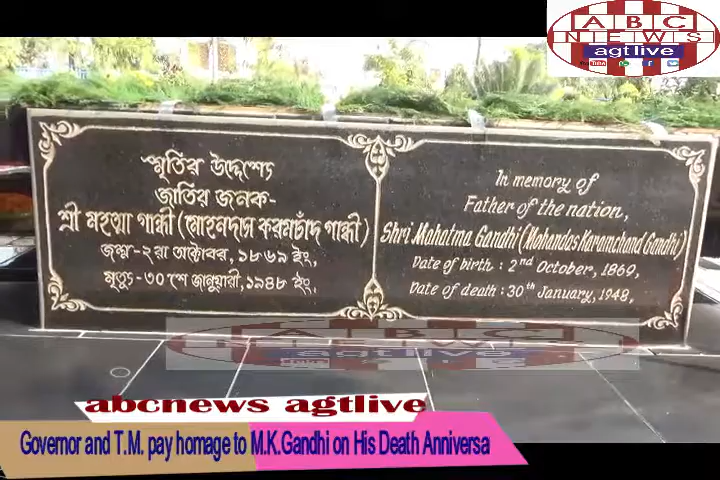 ABC
NEWS
agtlive
স্মৃতির উদ্দেশ্যে
জাতির জনক-
শ্রী মহাত্মা গান্ধী (মোহনদাস করমচাঁদ গান্ধী)
জন্ম-২রা অক্টোবর, ১৮৬৯ ইং,
মৃত্যু-৩০শে জানুয়ারী, ১৯৪৮ ইং,
In memory of
Father of the nation,
Shri Mahatma Gandhi (Mohandas Karamchand Gandhi)
Date of birth : 2nd October, 1869,
Date of death : 30th January, 1948,
agtlive
abcnews agtlive
Governor and T.M. pay homage to M.K.Gandhi on His Death Anniversa